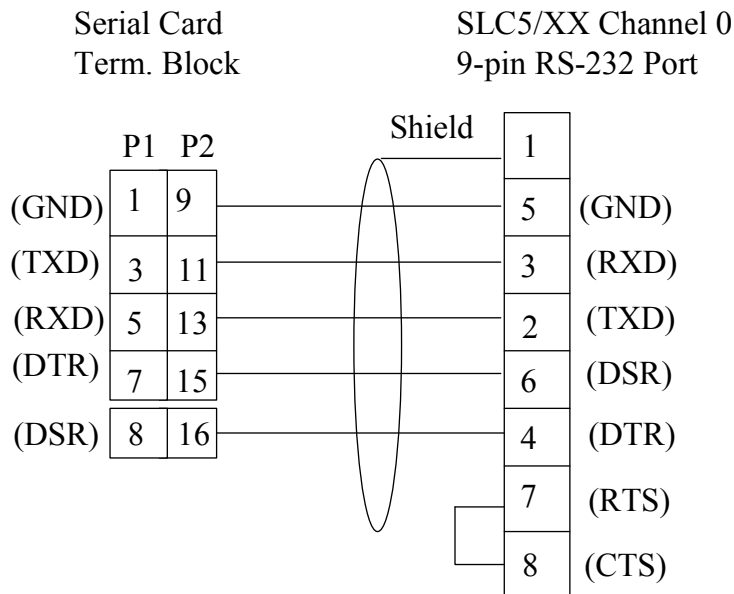 Serial Card SLC5/XX Channel 0
Term. Block 9-pin RS-232 Port
Shield
P1 P2 1
(GND) 1 9 5 (GND)
(TXD) 3 11 3 (RXD)
(RXD) 5 13 2 (TXD)
(DTR) 7 15 6 (DSR)
(DSR) 8 16 4 (DTR)
7 (RTS)
8 (CTS)